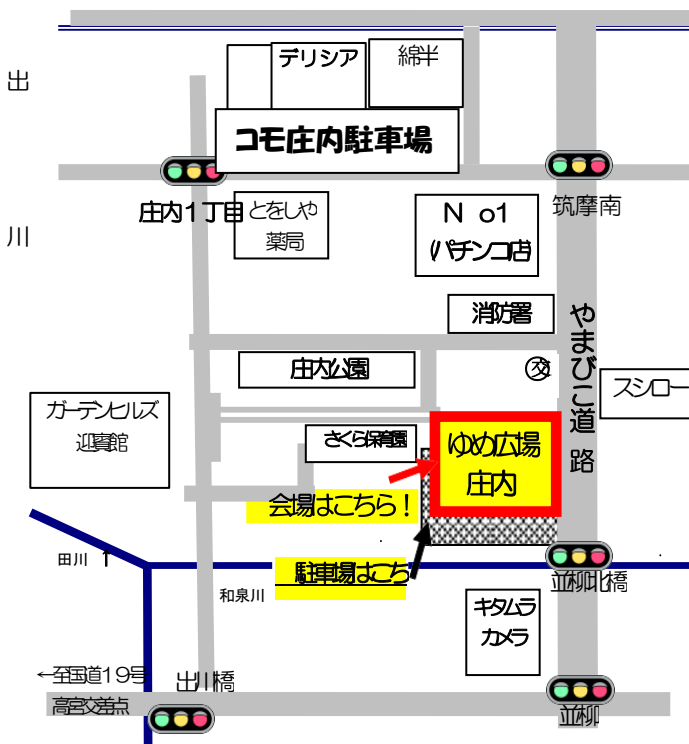 デリシア
綿半
出
コモ庄内駐車場
庄内1丁目
とをしや
薬局
N o1
(パチンコ店)
筑摩南
川
消防署
やまびこ道路
庄内公園
交
スシロー
ガーデンヒルズ
迎賓館
さくら保育園
ゆめ広場
庄内
会場はこちら!
田川 ↑
和泉川
駐車場はこち
並柳北橋
キタムラ
カメラ
←至国道19号
高宮交差点
出川橋
並柳